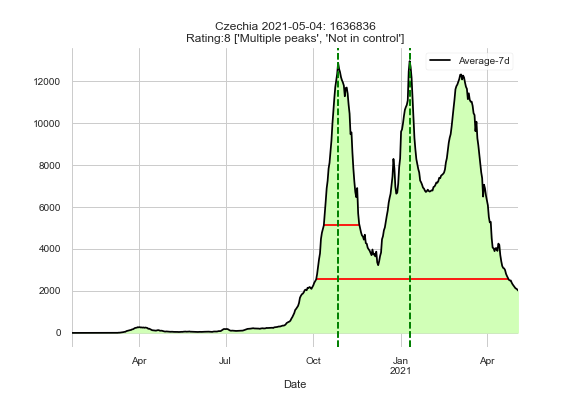 Czechia 2021-05-04: 1636836
Rating:8 ['Multiple peaks', 'Not in control']
Average-7d
12000
10000
8000
6000
4000
2000
0
Apr Jul Oct Jan Apr
2021
Date